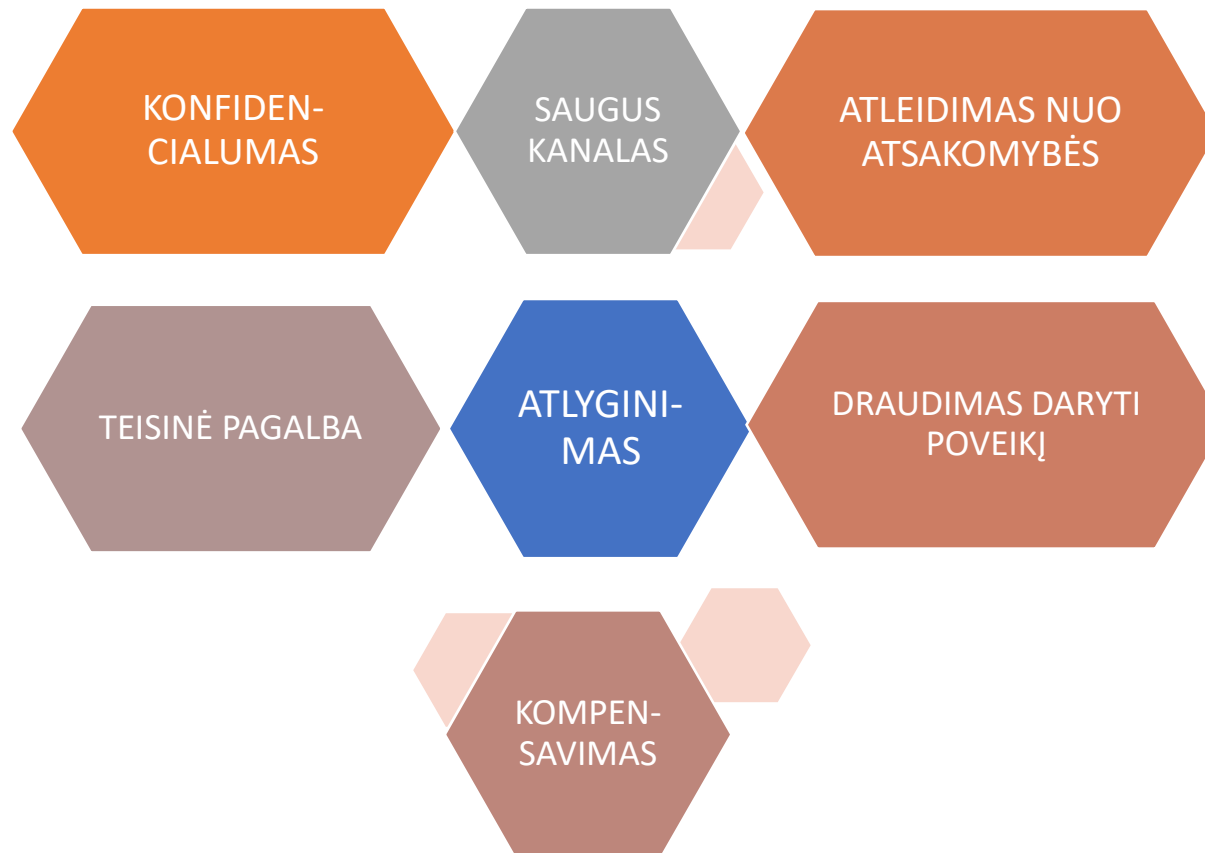 KONFIDEN-
CIALUMAS
SAUGUS
KANALAS
ATLEIDIMAS NUO
ATSAKOMYBĖS
TEISINĖ PAGALBA
ATLYGINI-
MAS
DRAUDIMAS DARYTI
POVEIKĮ
KOMPEN-
SAVIMAS